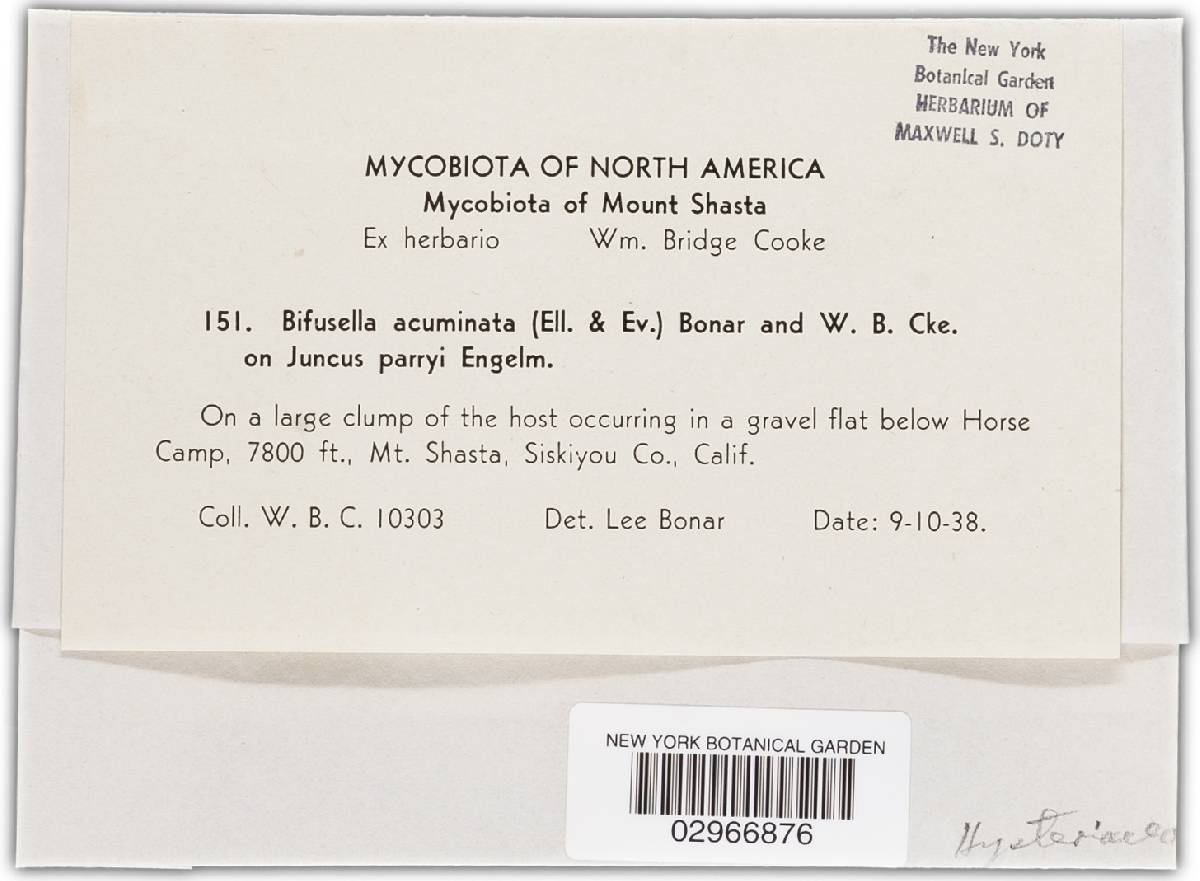 The New York
Botanical Garden
HERBARIUM OF
MAXWELL S. DOTY
MYCOBIOTA OF NORTH AMERICA
Mycobiota of Mount Shasta
Ex herbario Wm. Bridge Cooke
151. Bifusella acuminata (Ell. & Ev.) Bonar and W. B. Cke.
on Juncus parryi Engelm.
On a large clump of the host occurring in a gravel flat below Horse
Camp, 7800 ft., Mt. Shasta, Siskiyou Co., Calif.
Coll. W. B. C. 10303 Det. Lee Bonar Date: 9-10-38.
NEW YORK BOTANICAL GARDEN
02966876